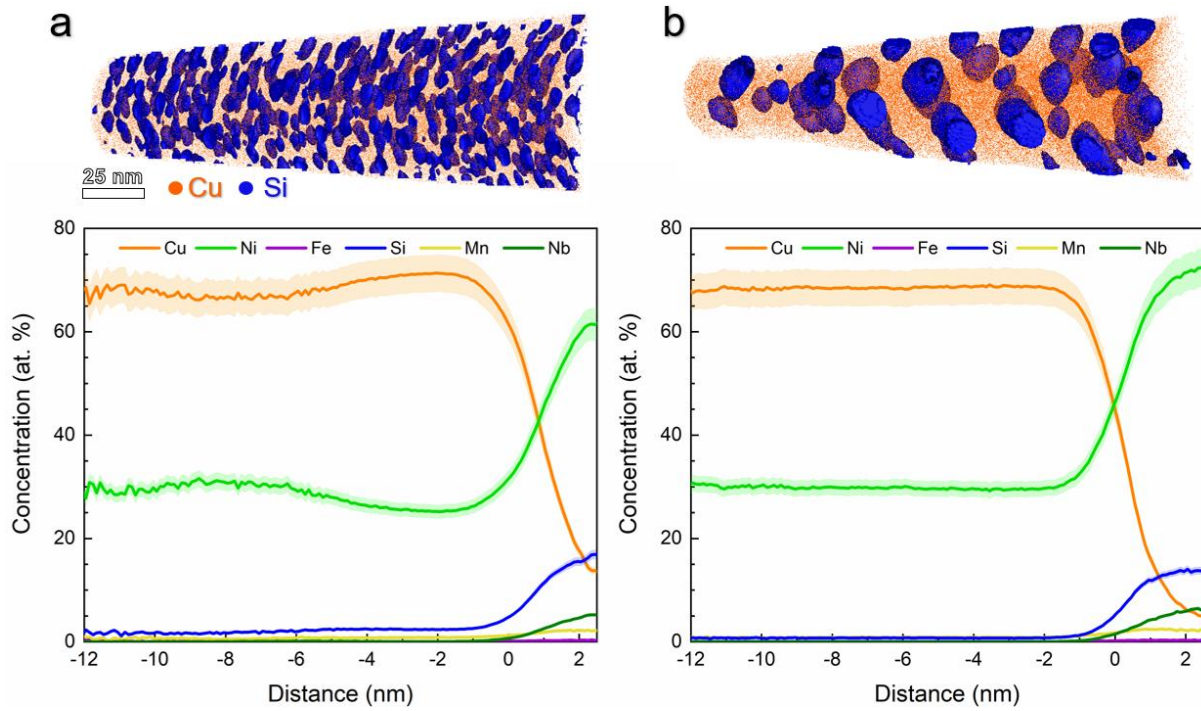 a
b
25 nm
Cu Si
Cu Ni Fe Si Mn Nb
80
60
40
20
0
Concentration (at. %)
-12 -10 -8 -6 -4 -2 0 2
Distance (nm)
Cu Ni Fe Si Mn Nb
80
60
40
20
0
Concentration (at. %)
-12 -10 -8 -6 -4 -2 0 2
Distance (nm)